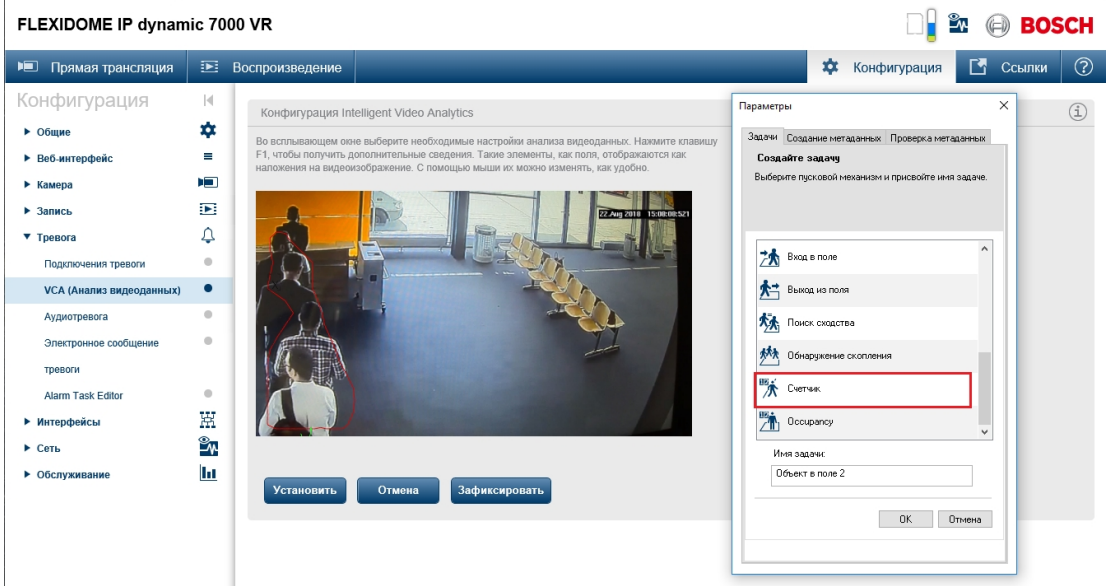 FLEXIDOME IP dynamic 7000 VR
BOSCH
Прямая трансляция
Воспроизведение
Конфигурация
Ссылки
?
Конфигурация
Общие
Веб-интерфейс
Камера
Запись
Тревога
Подключения тревоги
VCA (Анализ видеоданных)
Аудиотревога
Электронное сообщение
тревоги
Alarm Task Editor
Интерфейсы
Сеть
Обслуживание
Конфигурация Intelligent Video Analytics
Во всплывающем окне выберите необходимые настройки анализа видеоданных. Нажмите клавишу
F1, чтобы получить дополнительные сведения. Такие элементы, как поля, отображаются как
наложения на видеоизображение. С помощью мыши их можно изменять, как удобно.
22.Aug 2018 15:08:08:521
Установить
Отмена
Зафиксировать
Параметры
Задачи
Создание метаданных
Проверка метаданных
Создайте задачу
Выберите пусковой механизм и присвойте имя задаче.
Вход в поле
Выход из поля
Поиск сходства
Обнаружение скопления
Счетчик
Occupancy
Имя задачи:
Объект в поле 2
OK
Отмена